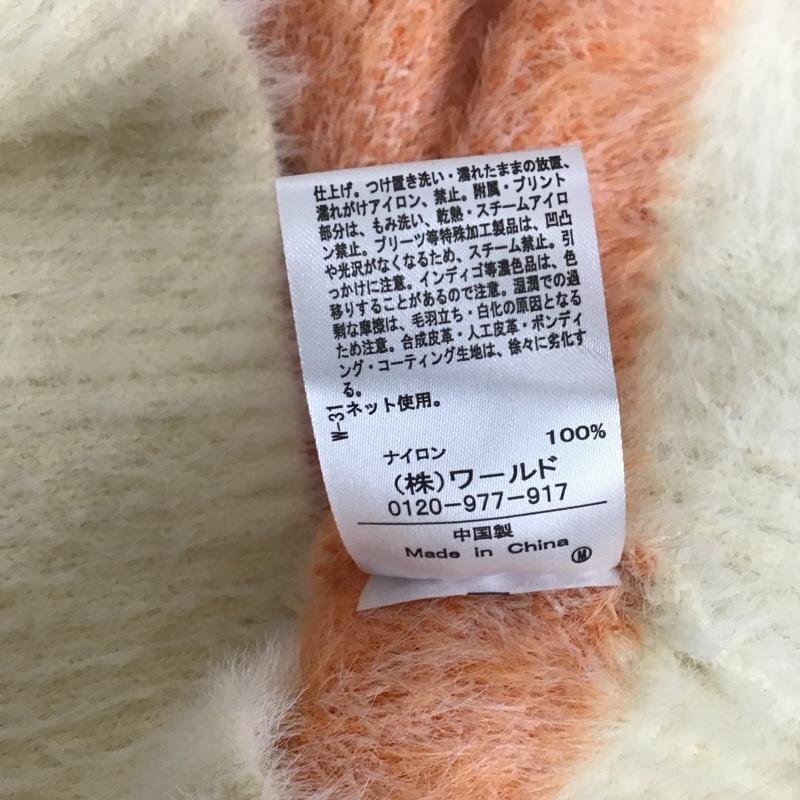 仕上げ。つけ置き洗い・濡れたままの放置、
濡れがけアイロン、禁止。附属・プリント
部分は、もみ洗い、乾熱・スチームアイロ
ン禁止。プリーツ等特殊加工製品は、凹凸
や光沢がなくなるため、スチーム禁止。引
っかけに注意。インディゴ等濃色品は、色
移りすることがあるので注意。湿潤での過
剰な摩擦は、毛羽立ち・白化の原因となる
ため注意。合成皮革・人工皮革・ボンディ
ング・コーティング生地は、徐々に劣化す
る。
ネット使用。
W-31
ナイロン 100%
(株)ワールド
0120-977-917
中国製
Made in China
M